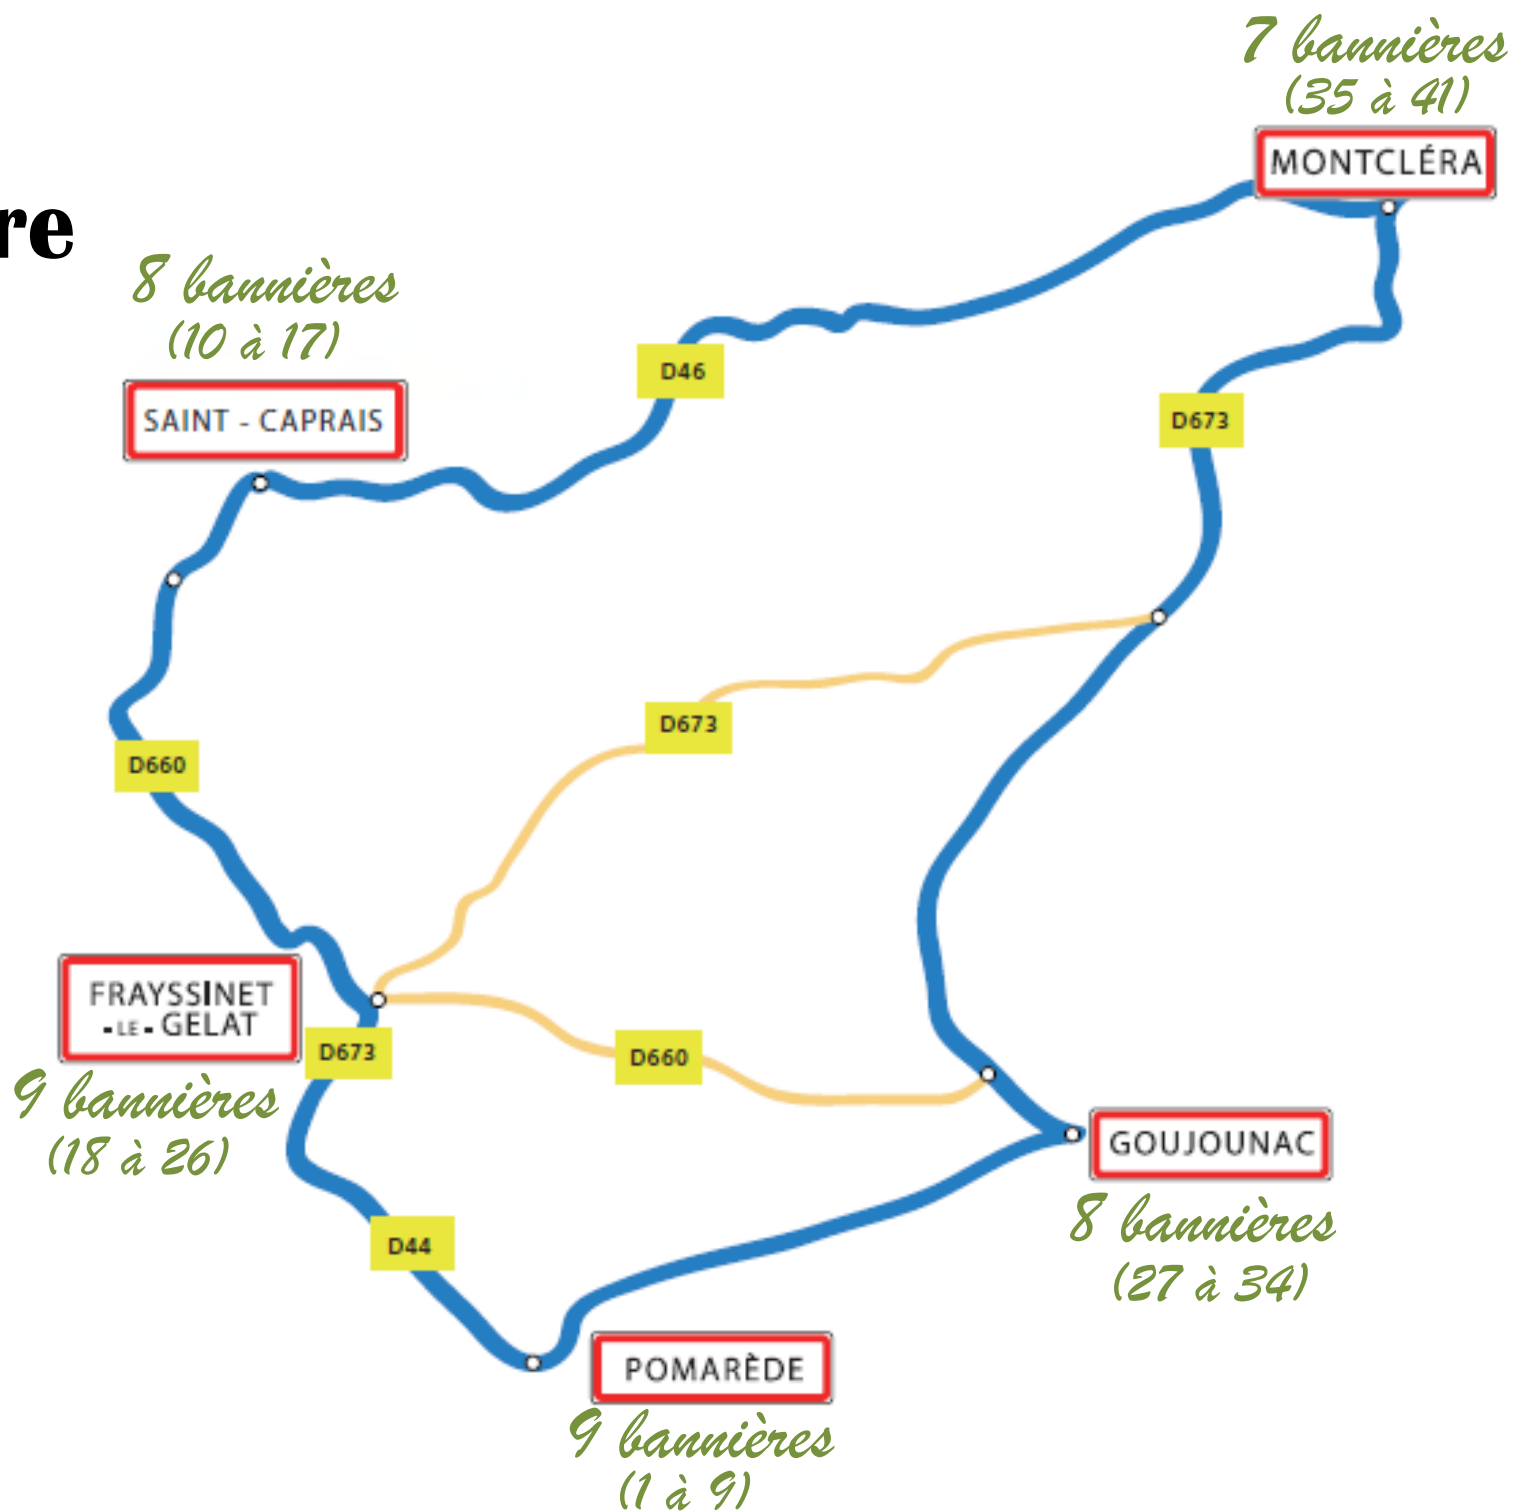 7 bannières
(35 à 41)
MONTCLÉRA
re
8 bannières
(10 à 17)
SAINT - CAPRAIS
D46
D673
D673
D660
FRAYSSINET
-LE- GELAT
D673
D660
9 bannières
(18 à 26)
GOUJOUNAC
8 bannières
(27 à 34)
D44
POMARÈDE
9 bannières
(1 à 9)